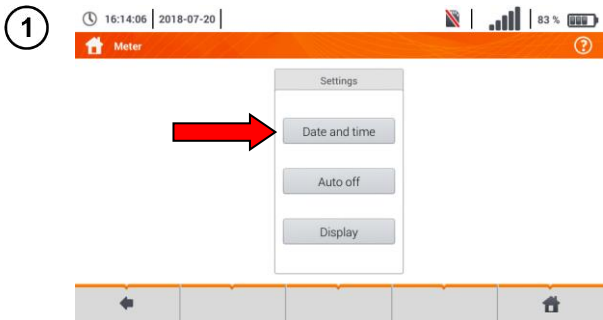 1
16:14:06 2018-07-20 83 %
Meter ?
Settings
Date and time
Auto off
Display